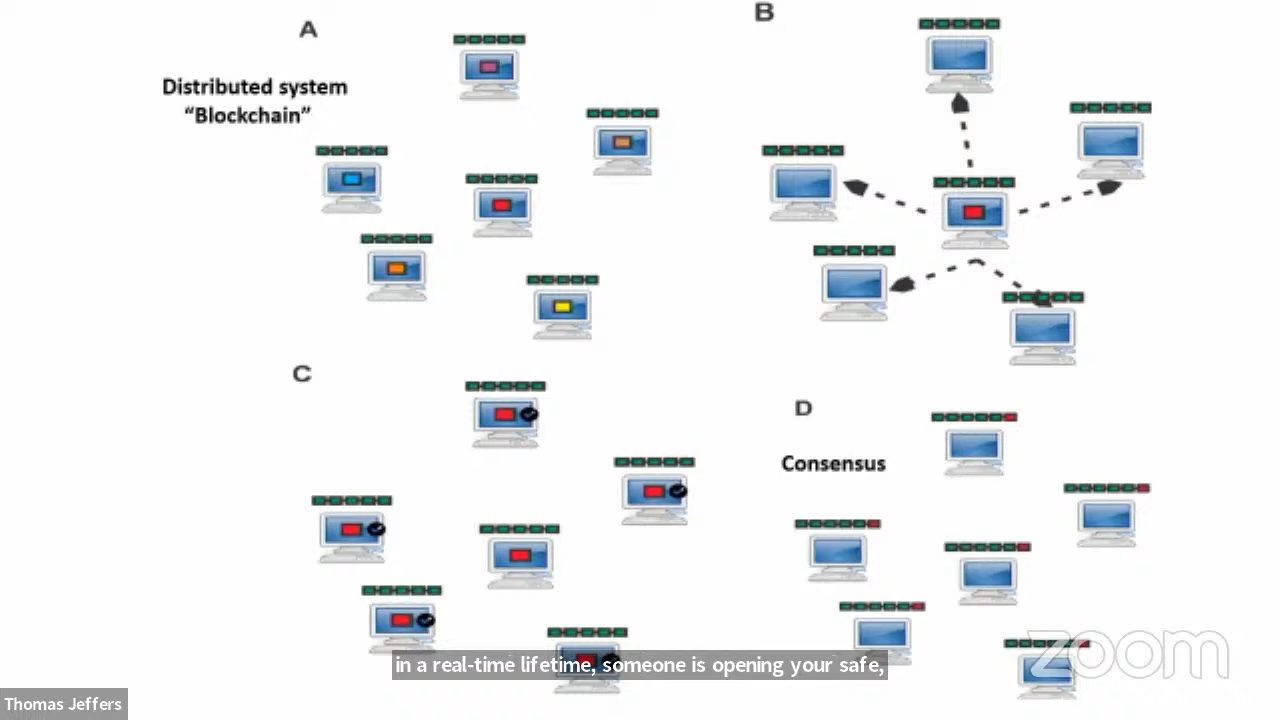 A
Distributed system
“Blockchain”
B
C
D
Consensus
in a real-time lifetime, someone is opening your safe,
zoom
Thomas Jeffers